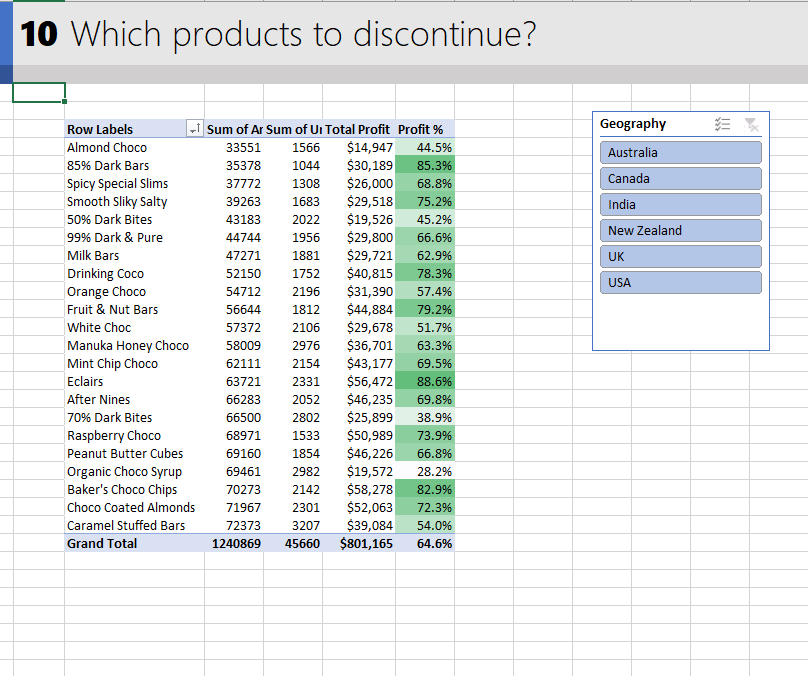 10 Which products to discontinue?
Row Labels Sum of Ar Sum of Ui Total Profit Profit %
Almond Choco 33551 1566 $14,947 44.5%
85% Dark Bars 35378 1044 $30,189 85.3%
Spicy Special Slims 37772 1308 $26,000 68.8%
Smooth Sliky Salty 39263 1683 $29,518 75.2%
50% Dark Bites 43183 2022 $19,526 45.2%
99% Dark & Pure 44744 1956 $29,800 66.6%
Milk Bars 47271 1881 $29,721 62.9%
Drinking Coco 52150 1752 $40,815 78.3%
Orange Choco 54712 2196 $31,390 57.4%
Fruit & Nut Bars 56644 1812 $44,884 79.2%
White Choc 57372 2106 $29,678 51.7%
Manuka Honey Choco 58009 2976 $36,701 63.3%
Mint Chip Choco 62111 2154 $43,177 69.5%
Eclairs 63721 2331 $56,472 88.6%
After Nines 66283 2052 $46,235 69.8%
70% Dark Bites 66500 2802 $25,899 38.9%
Raspberry Choco 68971 1533 $50,989 73.9%
Peanut Butter Cubes 69160 1854 $46,226 66.8%
Organic Choco Syrup 69461 2982 $19,572 28.2%
Baker's Choco Chips 70273 2142 $58,278 82.9%
Choco Coated Almonds 71967 2301 $52,063 72.3%
Caramel Stuffed Bars 72373 3207 $39,084 54.0%
Grand Total 1240869 45660 $801,165 64.6%
Geography
Australia
Canada
India
New Zealand
UK
USA